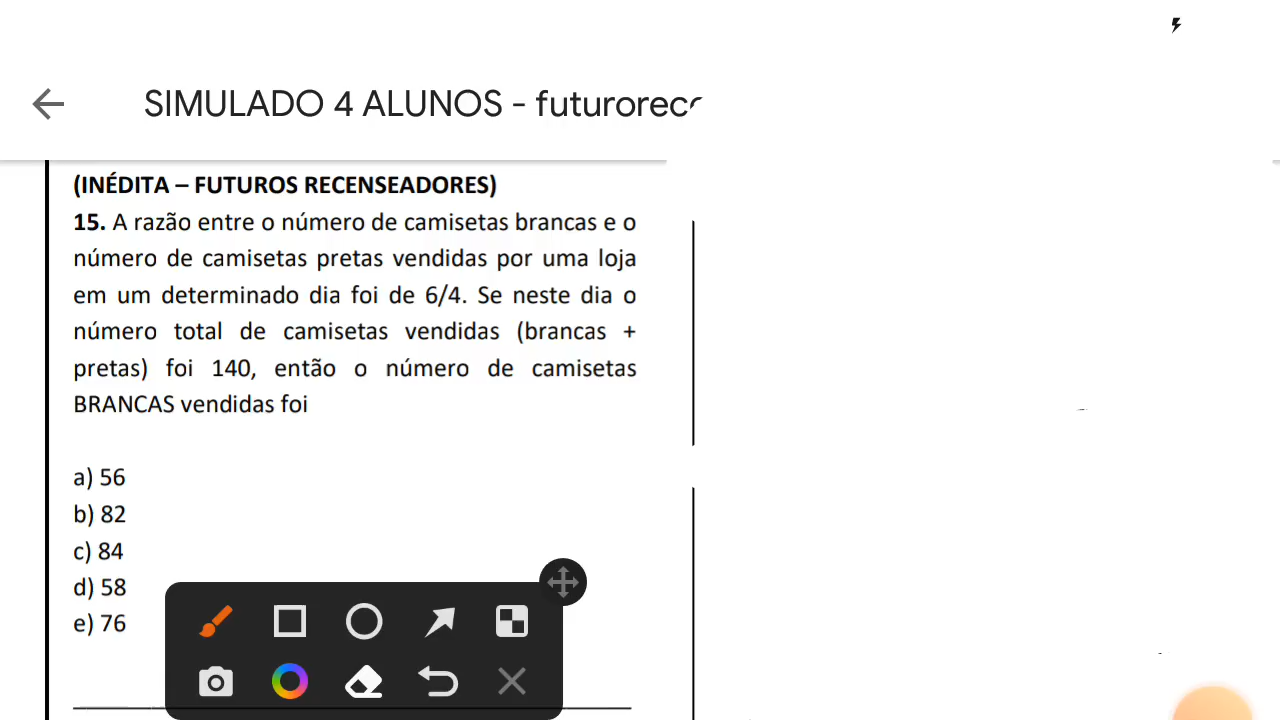 SIMULADO 4 ALUNOS - futurorec
(INÉDITA – FUTUROS RECENSEADORES)
15. A razão entre o número de camisetas brancas e o
número de camisetas pretas vendidas por uma loja
em um determinado dia foi de 6/4. Se neste dia o
número total de camisetas vendidas (brancas +
pretas) foi 140, então o número de camisetas
BRANCAS vendidas foi
a) 56
b) 82
c) 84
d) 58
e) 76